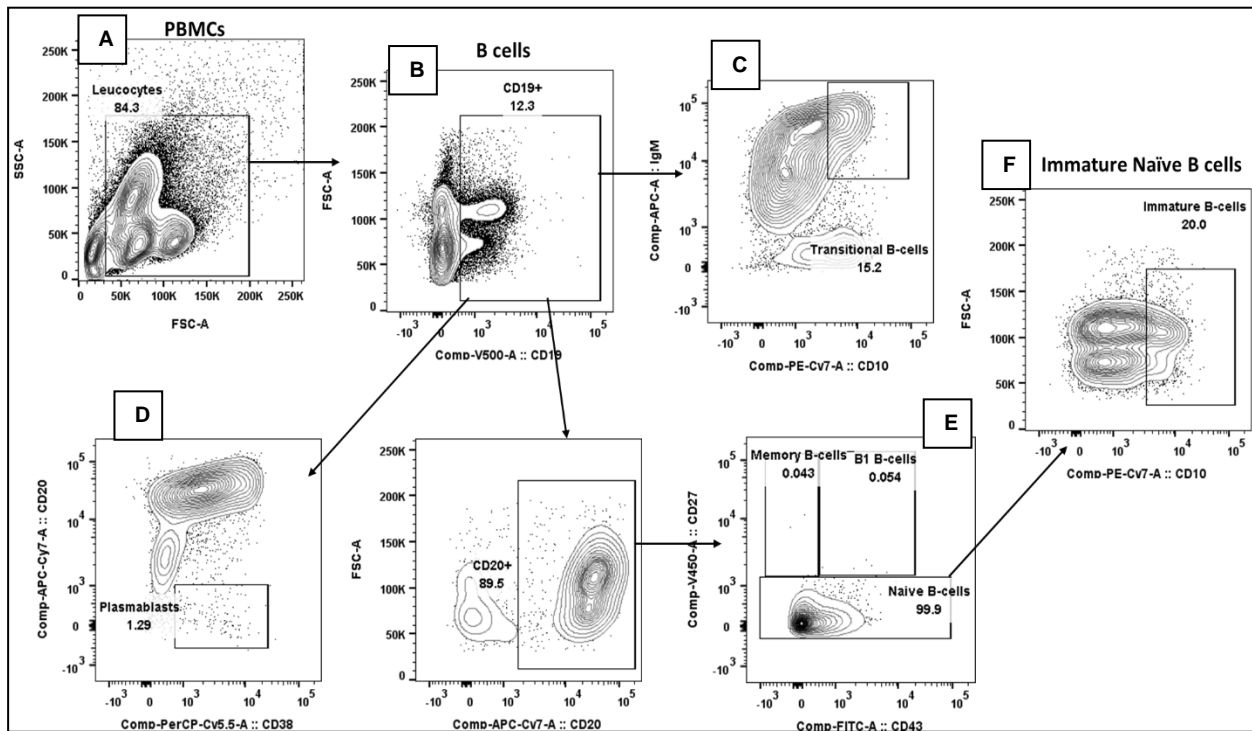 A
PBMCs
250K
200K
150K
100K
50K
0
SSC-A
Leucocytes
84.3
0 50K 100K 150K 200K 250K
FSC-A
B
B cells
250K
200K
150K
100K
50K
0
FSC-A
CD19+
12.3
-10 3 0 10 3 10 4 10 5
Comp-V500-A :: CD19
C
10 5
10 4
10 3
0
-10 3
Comp-APC-A :: IgM
Transitional B-cells
15.2
-10 3 0 10 3 10 4 10 5
Comp-PE-Cy7-A :: CD10
F
Immature Naïve B cells
250K
200K
150K
100K
50K
0
FSC-A
Immature B-cells
20.0
-10 3 0 10 3 10 4 10 5
Comp-PE-Cy7-A :: CD10
D
10 5
10 4
10 3
0
-10 3
Comp-APC-Cy7-A :: CD20
Plasmablasts
1.29
-10 3 0 10 3 10 4 10 5
Comp-PerCP-Cy5.5-A :: CD38
250K
200K
150K
100K
50K
0
FSC-A
CD20+
89.5
-10 3 0 10 3 10 4 10 5
Comp-APC-Cy7-A :: CD20
E
10 5
10 4
10 3
0
-10 3
Comp-V450-A :: CD27
Memory B-cells
0.043
B1 B-cells
0.054
Naive B-cells
99.9
-10 3 0 10 3 10 4 10 5
Comp-FITC-A :: CD43